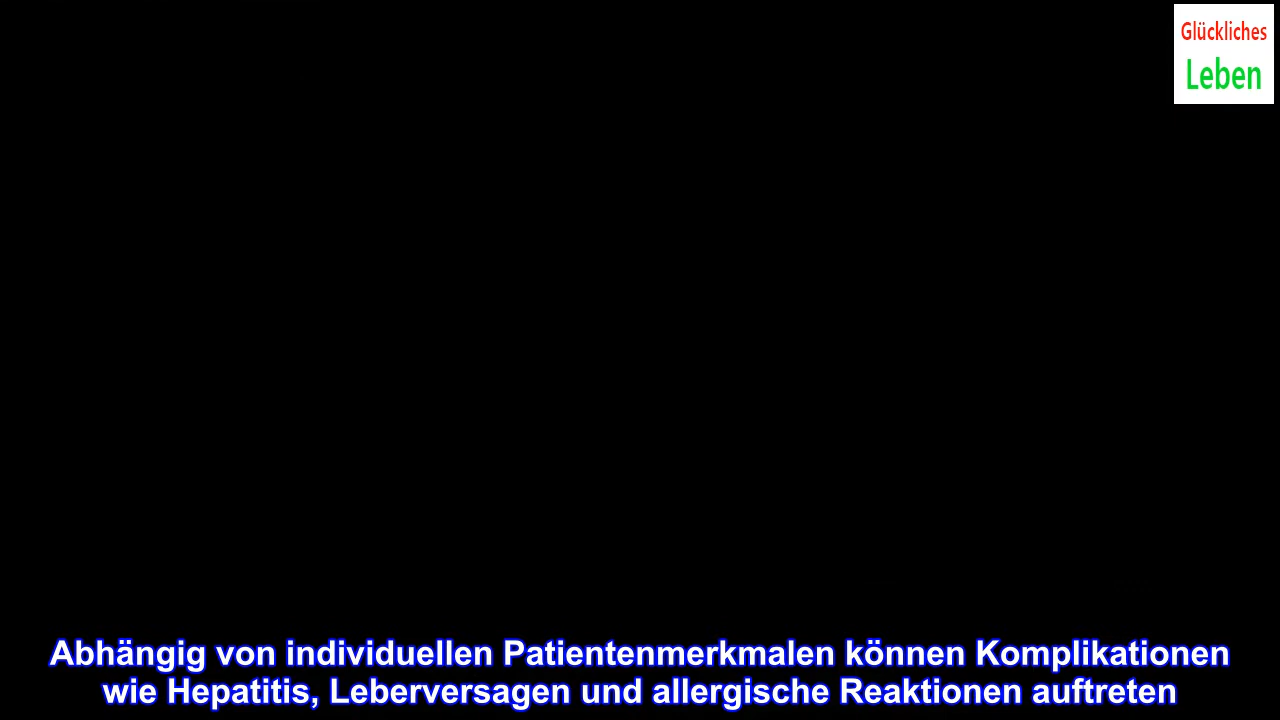 Glückliches
Leben
Abhängig von individuellen Patientenmerkmalen können Komplikationen
wie Hepatitis, Leberversagen und allergische Reaktionen auftreten